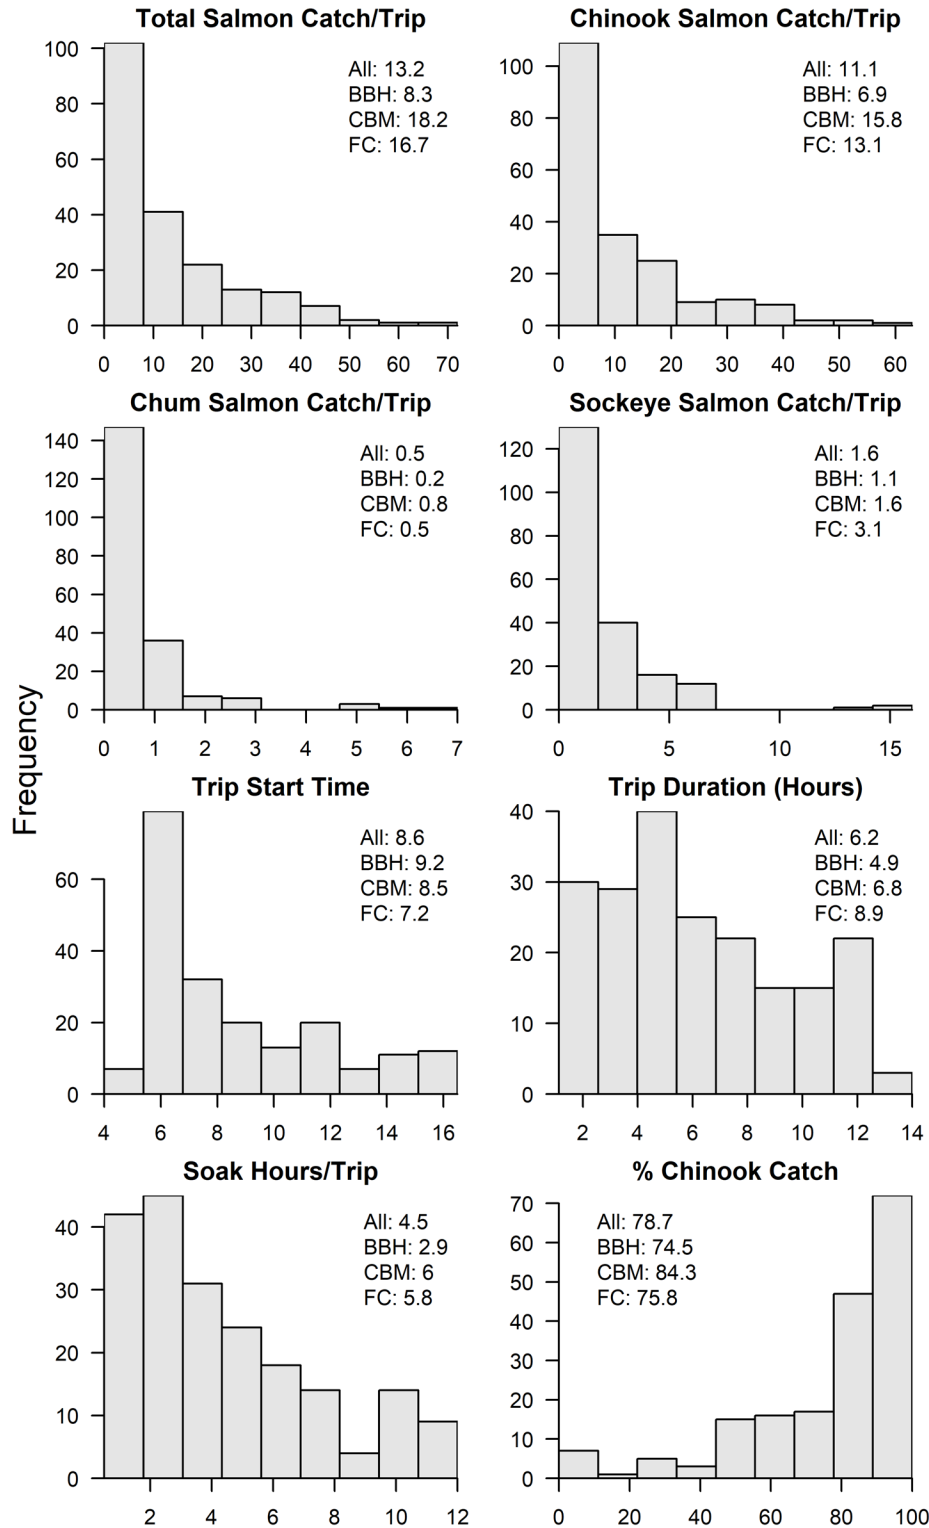 Total Salmon Catch/Trip
100
80
60
40
20
0
All: 13.2
BBH: 8.3
CBM: 18.2
FC: 16.7
0 10 20 30 40 50 60 70
Chinook Salmon Catch/Trip
100
80
60
40
20
0
All: 11.1
BBH: 6.9
CBM: 15.8
FC: 13.1
0 10 20 30 40 50 60
Chum Salmon Catch/Trip
140
120
100
80
60
40
20
0
All: 0.5
BBH: 0.2
CBM: 0.8
FC: 0.5
0 1 2 3 4 5 6 7
Sockeye Salmon Catch/Trip
120
100
80
60
40
20
0
All: 1.6
BBH: 1.1
CBM: 1.6
FC: 3.1
0 5 10 15
Frequency
Trip Start Time
60
40
20
0
All: 8.6
BBH: 9.2
CBM: 8.5
FC: 7.2
4 6 8 10 12 14 16
Trip Duration (Hours)
40
30
20
10
0
All: 6.2
BBH: 4.9
CBM: 6.8
FC: 8.9
2 4 6 8 10 12 14
Soak Hours/Trip
40
30
20
10
0
All: 4.5
BBH: 2.9
CBM: 6
FC: 5.8
2 4 6 8 10 12
% Chinook Catch
70
60
50
40
30
20
10
0
All: 78.7
BBH: 74.5
CBM: 84.3
FC: 75.8
0 20 40 60 80 100